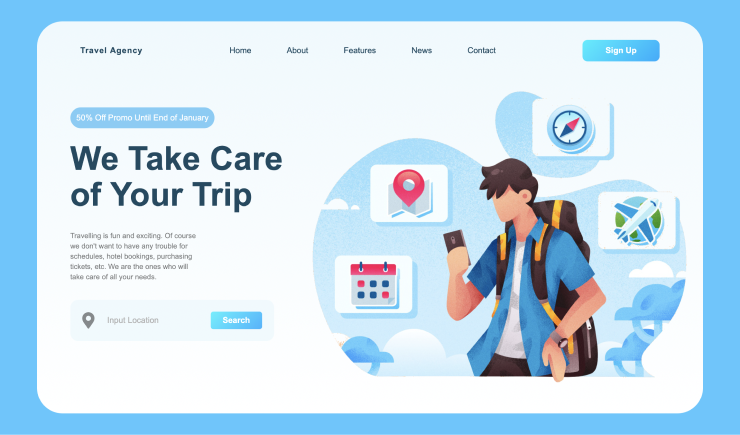 Travel Agency
Home
About
Features
News
Contact
Sign Up
50% Off Promo Until End of January
We Take Care
of Your Trip
Travelling is fun and exciting. Of course
we don't want to have any trouble for
schedules, hotel bookings, purchasing
tickets, etc. We are the ones who will
take care of all your needs.
Input Location
Search